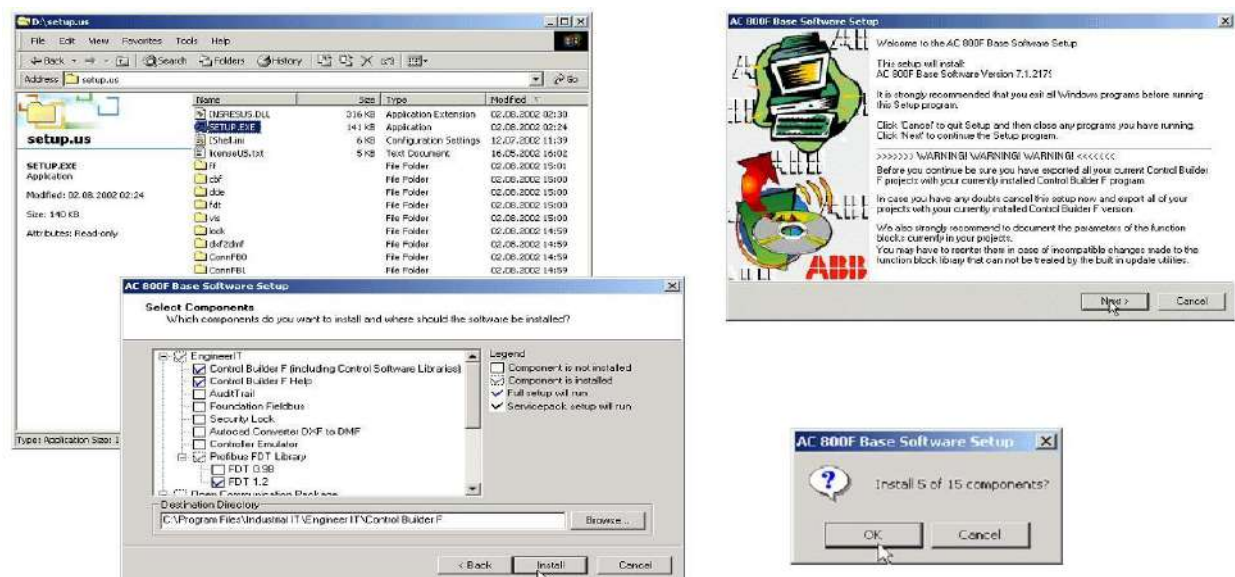 D:\setup.us
File Edit View Favorites Tools Help
Back Search Folders History
Address setup.us Go
Name Size Type Modified
INSRESUS.DLL 316 KB Application Extension 02.08.2002 02:30
SETUP.EXE 141 KB Application 02.08.2002 02:24
IShell.ini 6 KB Configuration Settings 12.07.2002 11:39
licenseUS.txt 5 KB Text Document 16.05.2002 16:02
ff File Folder 02.08.2002 15:01
cbf File Folder 02.08.2002 15:00
dde File Folder 02.08.2002 15:00
fdt File Folder 02.08.2002 15:00
vis File Folder 02.08.2002 15:00
lock File Folder 02.08.2002 14:59
dxf2dmf File Folder 02.08.2002 14:59
ConnFB0 File Folder 02.08.2002 14:59
ConnFB1 File Folder 02.08.2002 14:59
setup.us
SETUP.EXE
Application
Modified: 02.08.2002 02:24
Size: 140 KB
Attributes: Read-only
Type: Application Size: 1
AC 800F Base Software Setup
Select Components
Which components do you want to install and where should the software be installed?
EngineerIT
Control Builder F (including Control Software Libraries)
Control Builder F Help
AuditTrail
Foundation Fieldbus
Security Lock
Autocad Converter DXF to DMF
Controller Emulator
Profibus FDT Library
FDT 0.98
FDT 1.2
Open Communication Package
Legend
Component is not installed
Component is installed
Full setup will run
Servicepack setup will run
Destination Directory
C:\Program Files\Industrial IT\Engineer IT\Control Builder F
Browse ..
< Back Install Cancel
AC 800F Base Software Setup
Welcome to the AC 800F Base Software Setup
This setup will install:
AC 800F Base Software Version 7.1.2179
It is strongly recommended that you exit all Windows programs before running
this Setup program.
Click 'Cancel' to quit Setup and then close any programs you have running.
Click 'Next' to continue the Setup program.
>>>>>>> WARNING! WARNING! WARNING! <<<<<<<
Before you continue be sure you have exported all your current Control Builder
F projects with your currently installed Control Builder F program.
In case you have any doubts cancel this setup now and export all of your
projects with your currently installed Control Builder F version.
We also strongly recommend to document the parameters of the function
blocks currently in your projects.
You may have to reenter them in case of incompatible changes made to the
function block library that can not be treated by the built in update utilities.
ABB
Next > Cancel
AC 800F Base Software Setup
Install 5 of 15 components?
OK Cancel